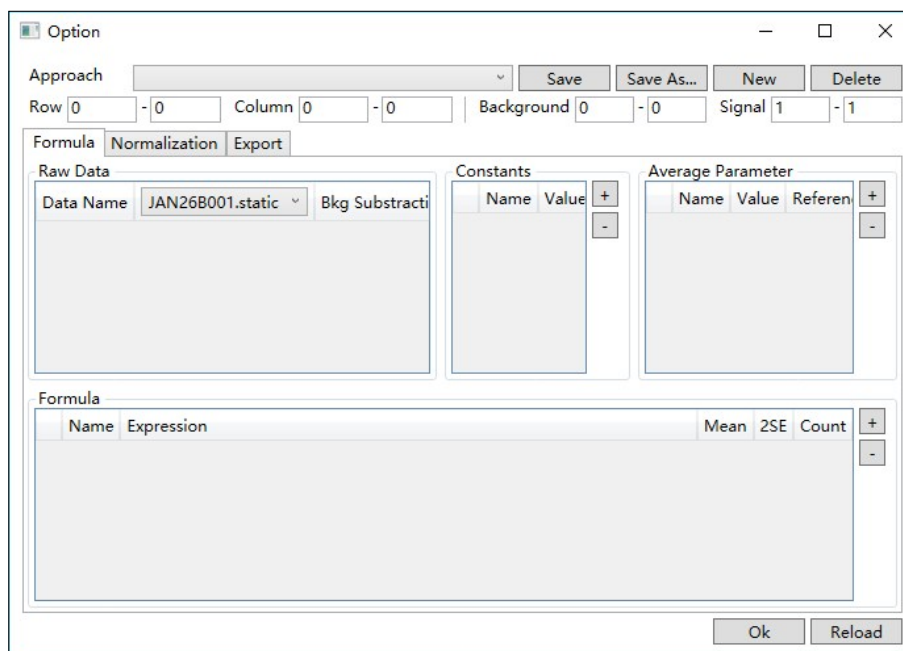 Option
Approach Save Save As... New Delete
Row 0 - 0 Column 0 - 0 Background 0 - 0 Signal 1 - 1
Formula Normalization Export
Raw Data Constants Average Parameter
Data Name JAN26B001.static Bkg Substracti Name Value + Name Value Referen +
- -
Formula
Name Expression Mean 2SE Count +
-
Ok Reload